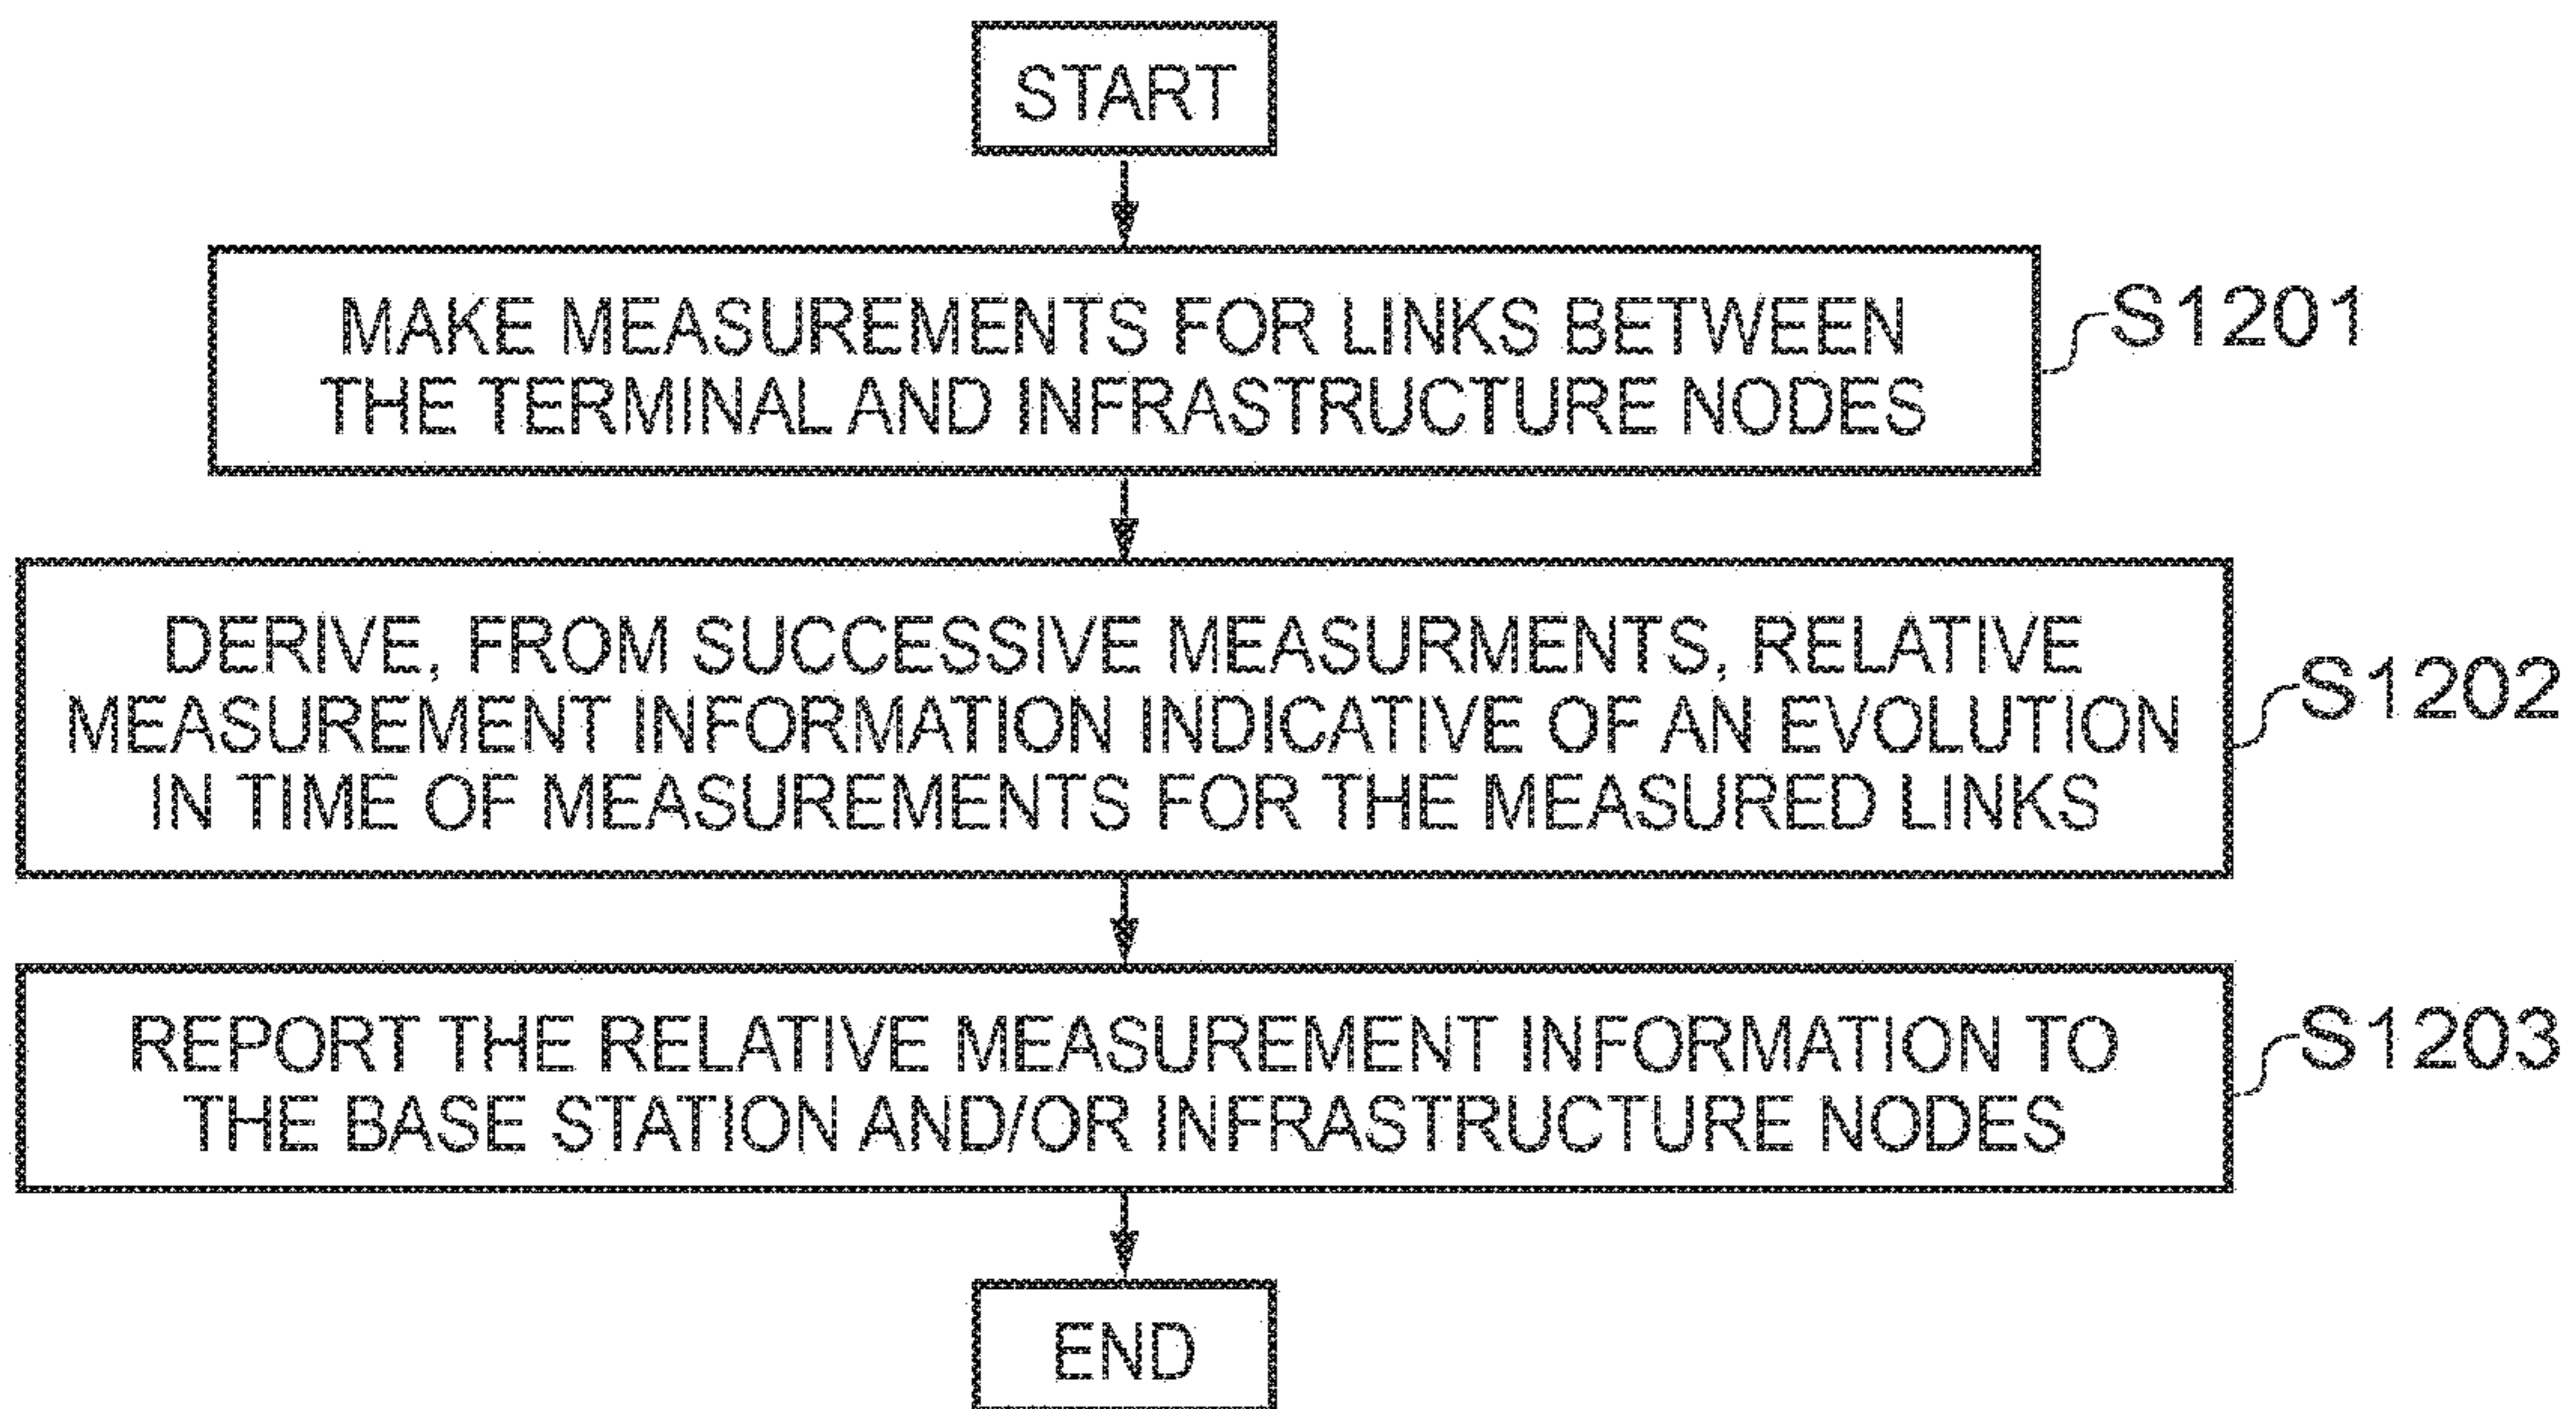 START
MAKE MEASUREMENTS FOR LINKS BETWEEN
THE TERMINAL AND INFRASTRUCTURE NODES
S1201
DERIVE, FROM SUCCESSIVE MEASURMENTS, RELATIVE
MEASUREMENT INFORMATION INDICATIVE OF AN EVOLUTION
IN TIME OF MEASUREMENTS FOR THE MEASURED LINKS
S1202
REPORT THE RELATIVE MEASUREMENT INFORMATION TO
THE BASE STATION AND/OR INFRASTRUCTURE NODES
S1203
END